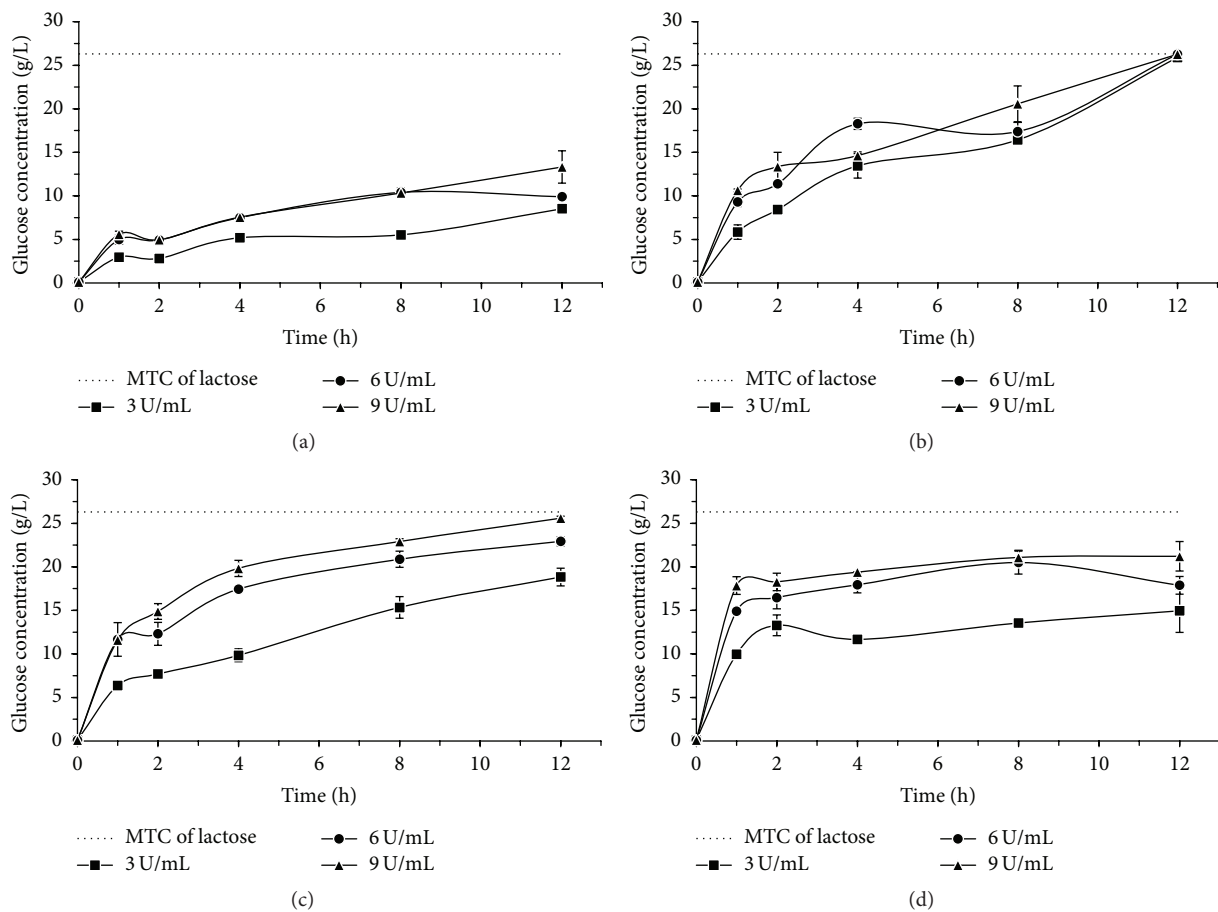 30
25
20
15
10
5
0
Glucose concentration (g/L)
0 2 4 6 8 10 12
Time (h)
MTC of lactose
3 U/mL
6 U/mL
9 U/mL
(a)
30
25
20
15
10
5
0
Glucose concentration (g/L)
0 2 4 6 8 10 12
Time (h)
MTC of lactose
3 U/mL
6 U/mL
9 U/mL
(b)
30
25
20
15
10
5
0
Glucose concentration (g/L)
0 2 4 6 8 10 12
Time (h)
MTC of lactose
3 U/mL
6 U/mL
9 U/mL
(c)
30
25
20
15
10
5
0
Glucose concentration (g/L)
0 2 4 6 8 10 12
Time (h)
MTC of lactose
3 U/mL
6 U/mL
9 U/mL
(d)